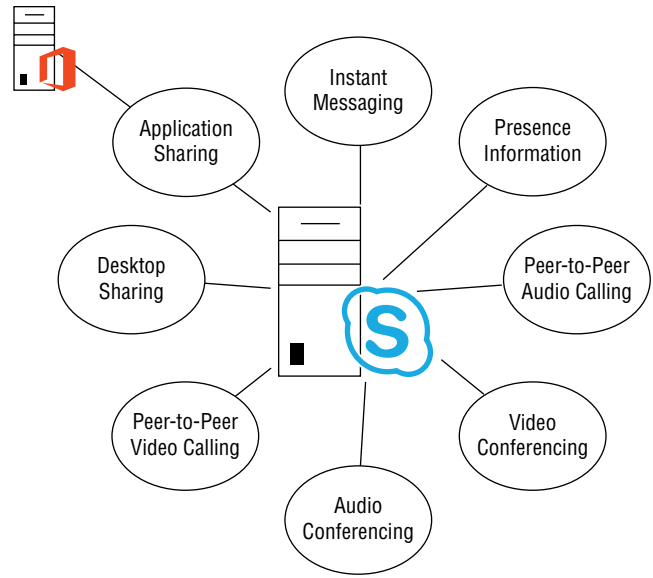 Instant
Messaging
Application
Sharing
Presence
Information
Desktop
Sharing
Peer-to-Peer
Audio Calling
S
Peer-to-Peer
Video Calling
Video
Conferencing
Audio
Conferencing